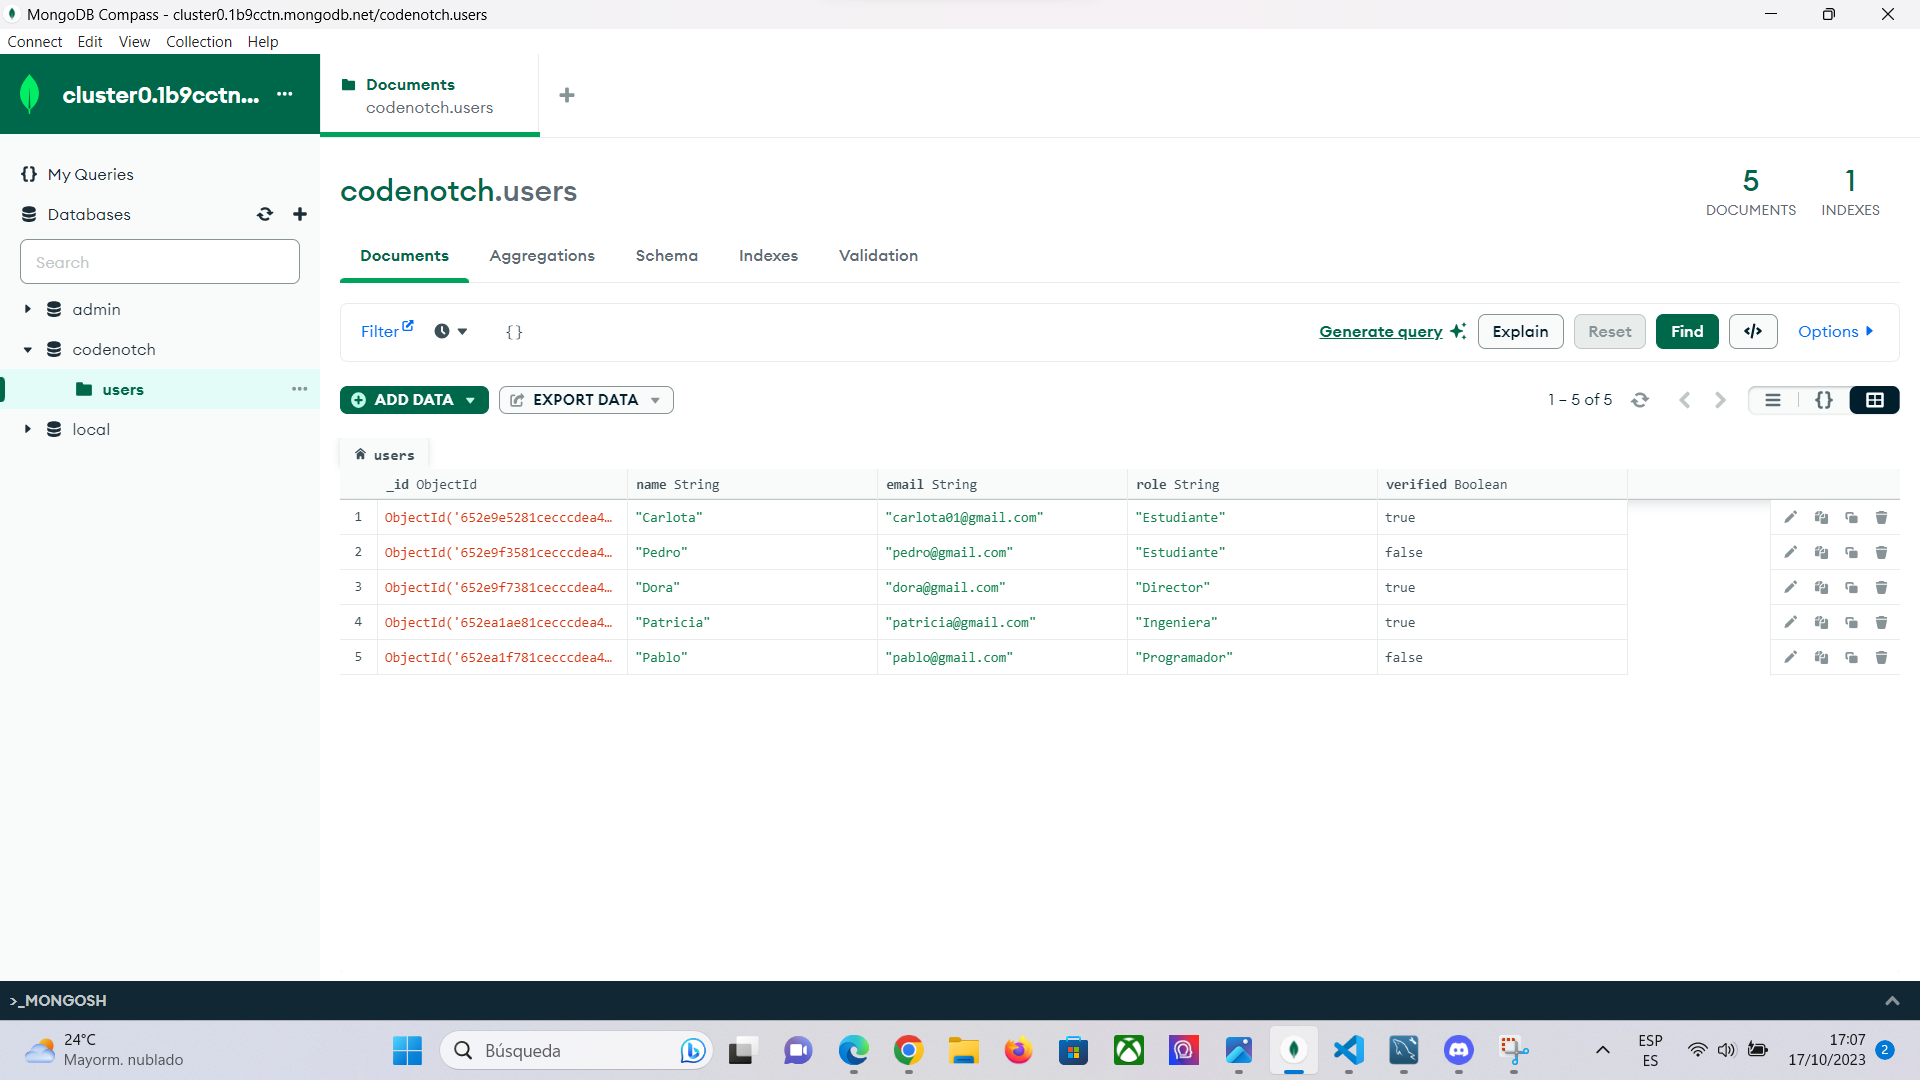 MongoDB Compass - cluster0.1b9cctn.mongodb.net/codenotch.users
Connect Edit View Collection Help
cluster0.1b9cctn... ...
Documents
codenotch.users
My Queries
Databases
Search
admin
codenotch
users
local
codenotch.users
5
DOCUMENTS
1
INDEXES
Documents Aggregations Schema Indexes Validation
Filter {} Generate query Explain Reset Find </> Options
ADD DATA EXPORT DATA 1 – 5 of 5 {}
users
_id ObjectId name String email String role String verified Boolean
1 ObjectId('652e9e5281cecccdea4… "Carlota" "carlota01@gmail.com" "Estudiante" true
2 ObjectId('652e9f3581cecccdea4… "Pedro" "pedro@gmail.com" "Estudiante" false
3 ObjectId('652e9f7381cecccdea4… "Dora" "dora@gmail.com" "Director" true
4 ObjectId('652ea1ae81cecccdea4… "Patricia" "patricia@gmail.com" "Ingeniera" true
5 ObjectId('652ea1f781cecccdea4… "Pablo" "pablo@gmail.com" "Programador" false
>_MONGOSH
24°C
Mayorm. nublado
Búsqueda
ESP
ES
17:07
17/10/2023
2